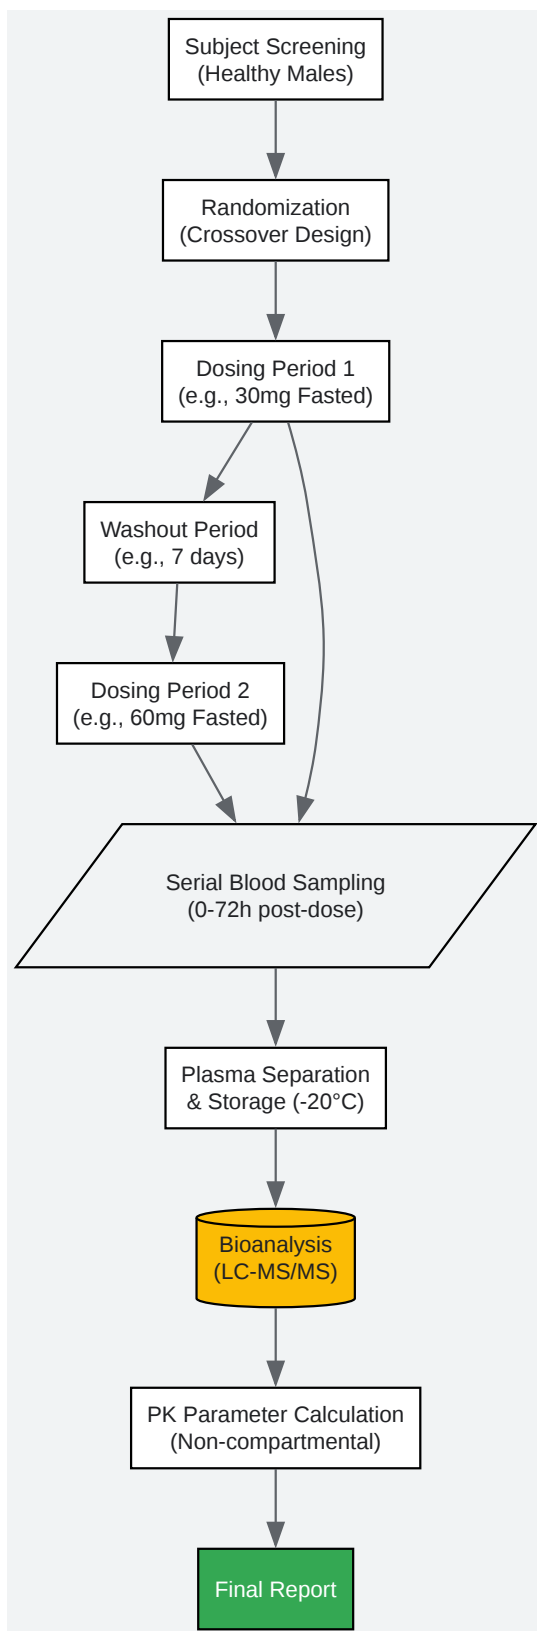 Subject Screening
(Healthy Males)
Randomization
(Crossover Design)
Dosing Period 1
(e.g., 30mg Fasted)
Washout Period
(e.g., 7 days)
Dosing Period 2
(e.g., 60mg Fasted)
Serial Blood Sampling
(0-72h post-dose)
Plasma Separation
& Storage (-20°C)
Bioanalysis
(LC-MS/MS)
PK Parameter Calculation
(Non-compartmental)
Final Report